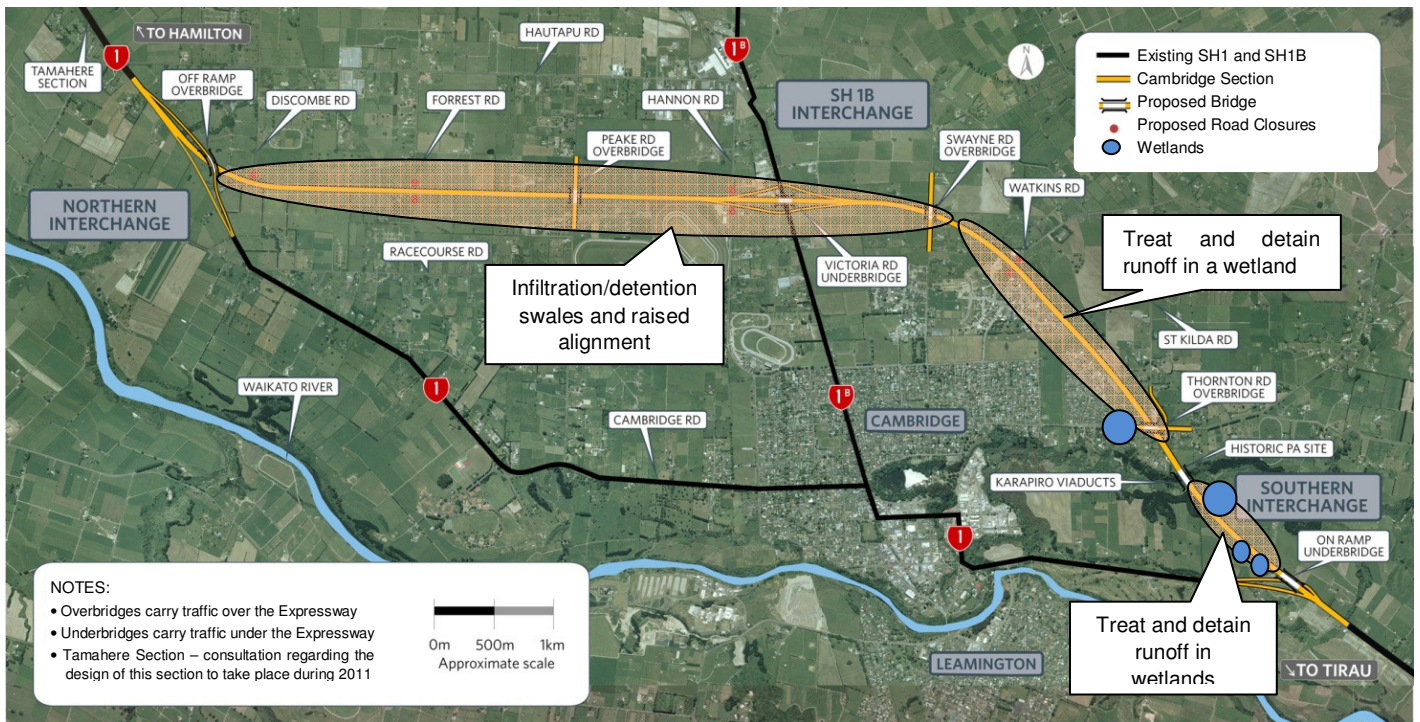 TO HAMILTON
HAUTAPU RD
1
1B
N
Existing SH1 and SH1B
Cambridge Section
Proposed Bridge
Proposed Road Closures
Wetlands
TAMAHERE
SECTION
OFF RAMP
OVERBRIDGE
DISCOMBE RD
FORREST RD
HANNON RD
SH 1B
INTERCHANGE
PEAKE RD
OVERBRIDGE
SWAYNE RD
OVERBRIDGE
WATKINS RD
NORTHERN
INTERCHANGE
RACECOURSE RD
VICTORIA RD
UNDERBRIDGE
Treat and detain
runoff in a wetland
Infiltration/detention
swales and raised
alignment
ST KILDA RD
WAIKATO RIVER
1
1B
THORNTON RD
OVERBRIDGE
CAMBRIDGE RD
CAMBRIDGE
HISTORIC PA SITE
KARAPIRO VIADUCTS
SOUTHERN
INTERCHANGE
1
ON RAMP
UNDERBRIDGE
NOTES:
• Overbridges carry traffic over the Expressway
• Underbridges carry traffic under the Expressway
• Tamahere Section – consultation regarding the
design of this section to take place during 2011
0m 500m 1km
Approximate scale
Treat and detain
runoff in
wetlands
LEAMINGTON
TO TIRAU